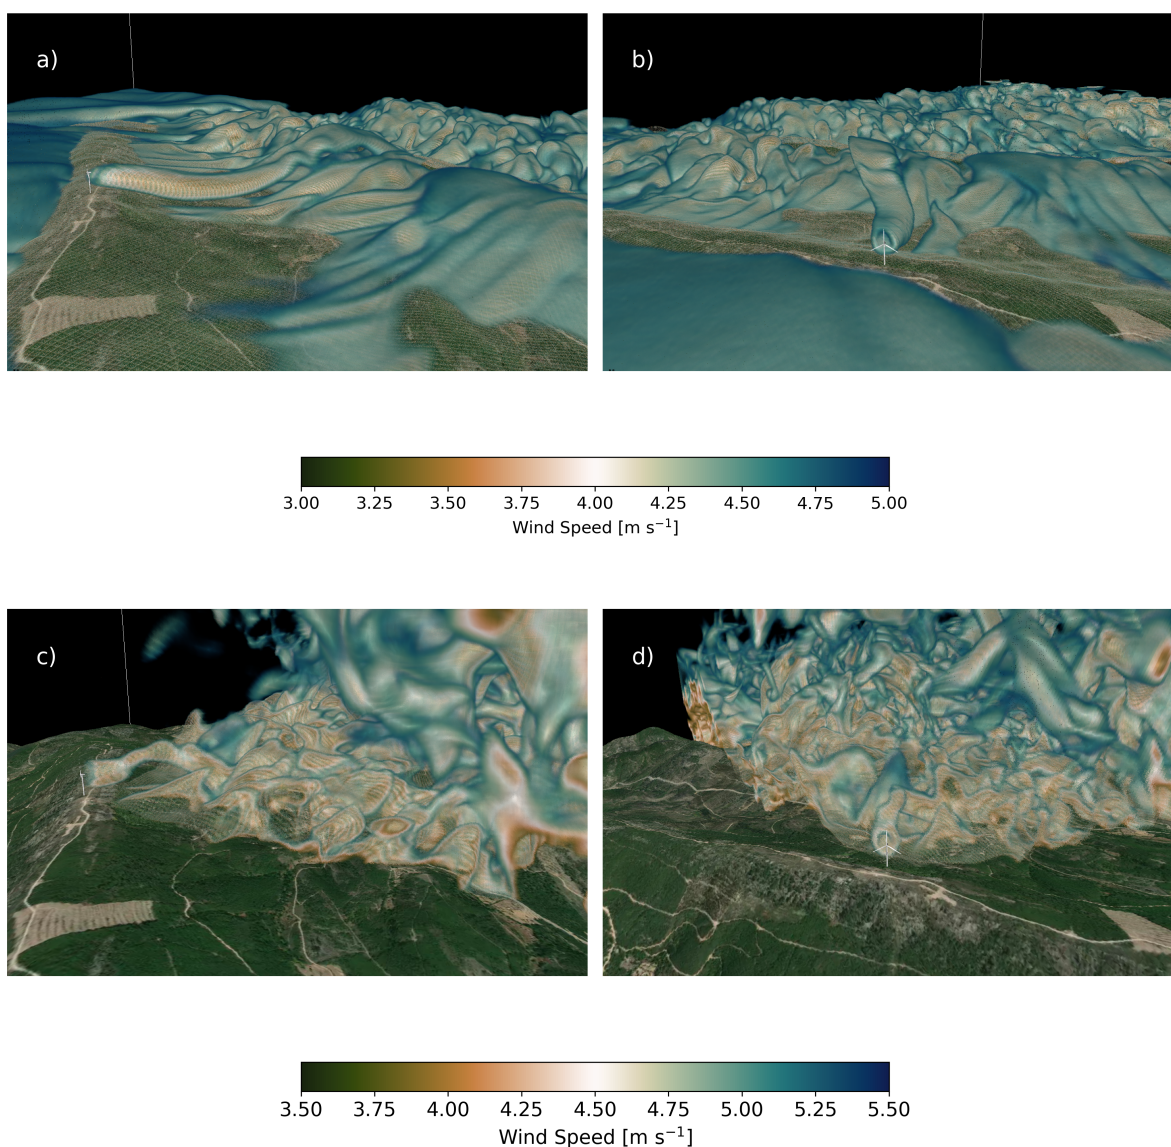 a)
b)
3.00 3.25 3.50 3.75 4.00 4.25 4.50 4.75 5.00
Wind Speed [m s⁻¹]
c)
d)
3.50 3.75 4.00 4.25 4.50 4.75 5.00 5.25 5.50
Wind Speed [m s⁻¹]